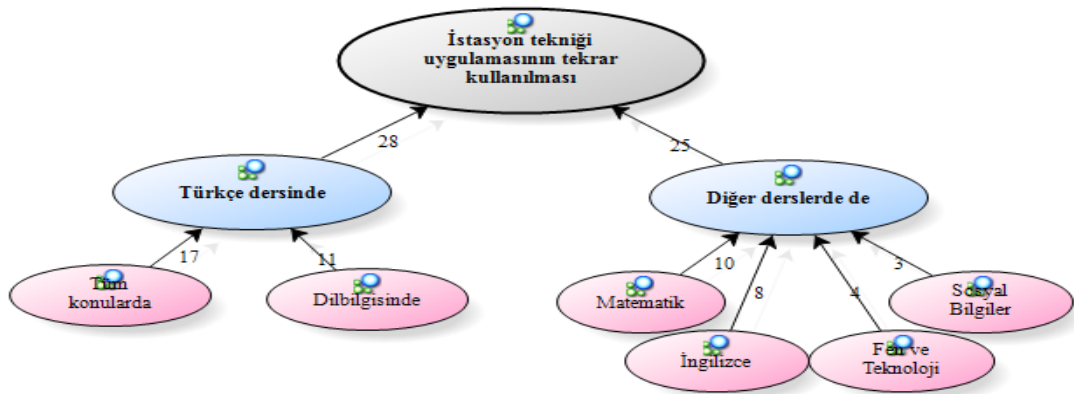 İstasyon tekniği
uygulamasının tekrar
kullanılması
28
25
Türkçe dersinde
Diğer derslerde de
17
11
10
8
4
3
Tüm
konularda
Dilbilgisinde
Matematik
Sosyal
Bilgiler
İngilizce
Fen ve
Teknoloji